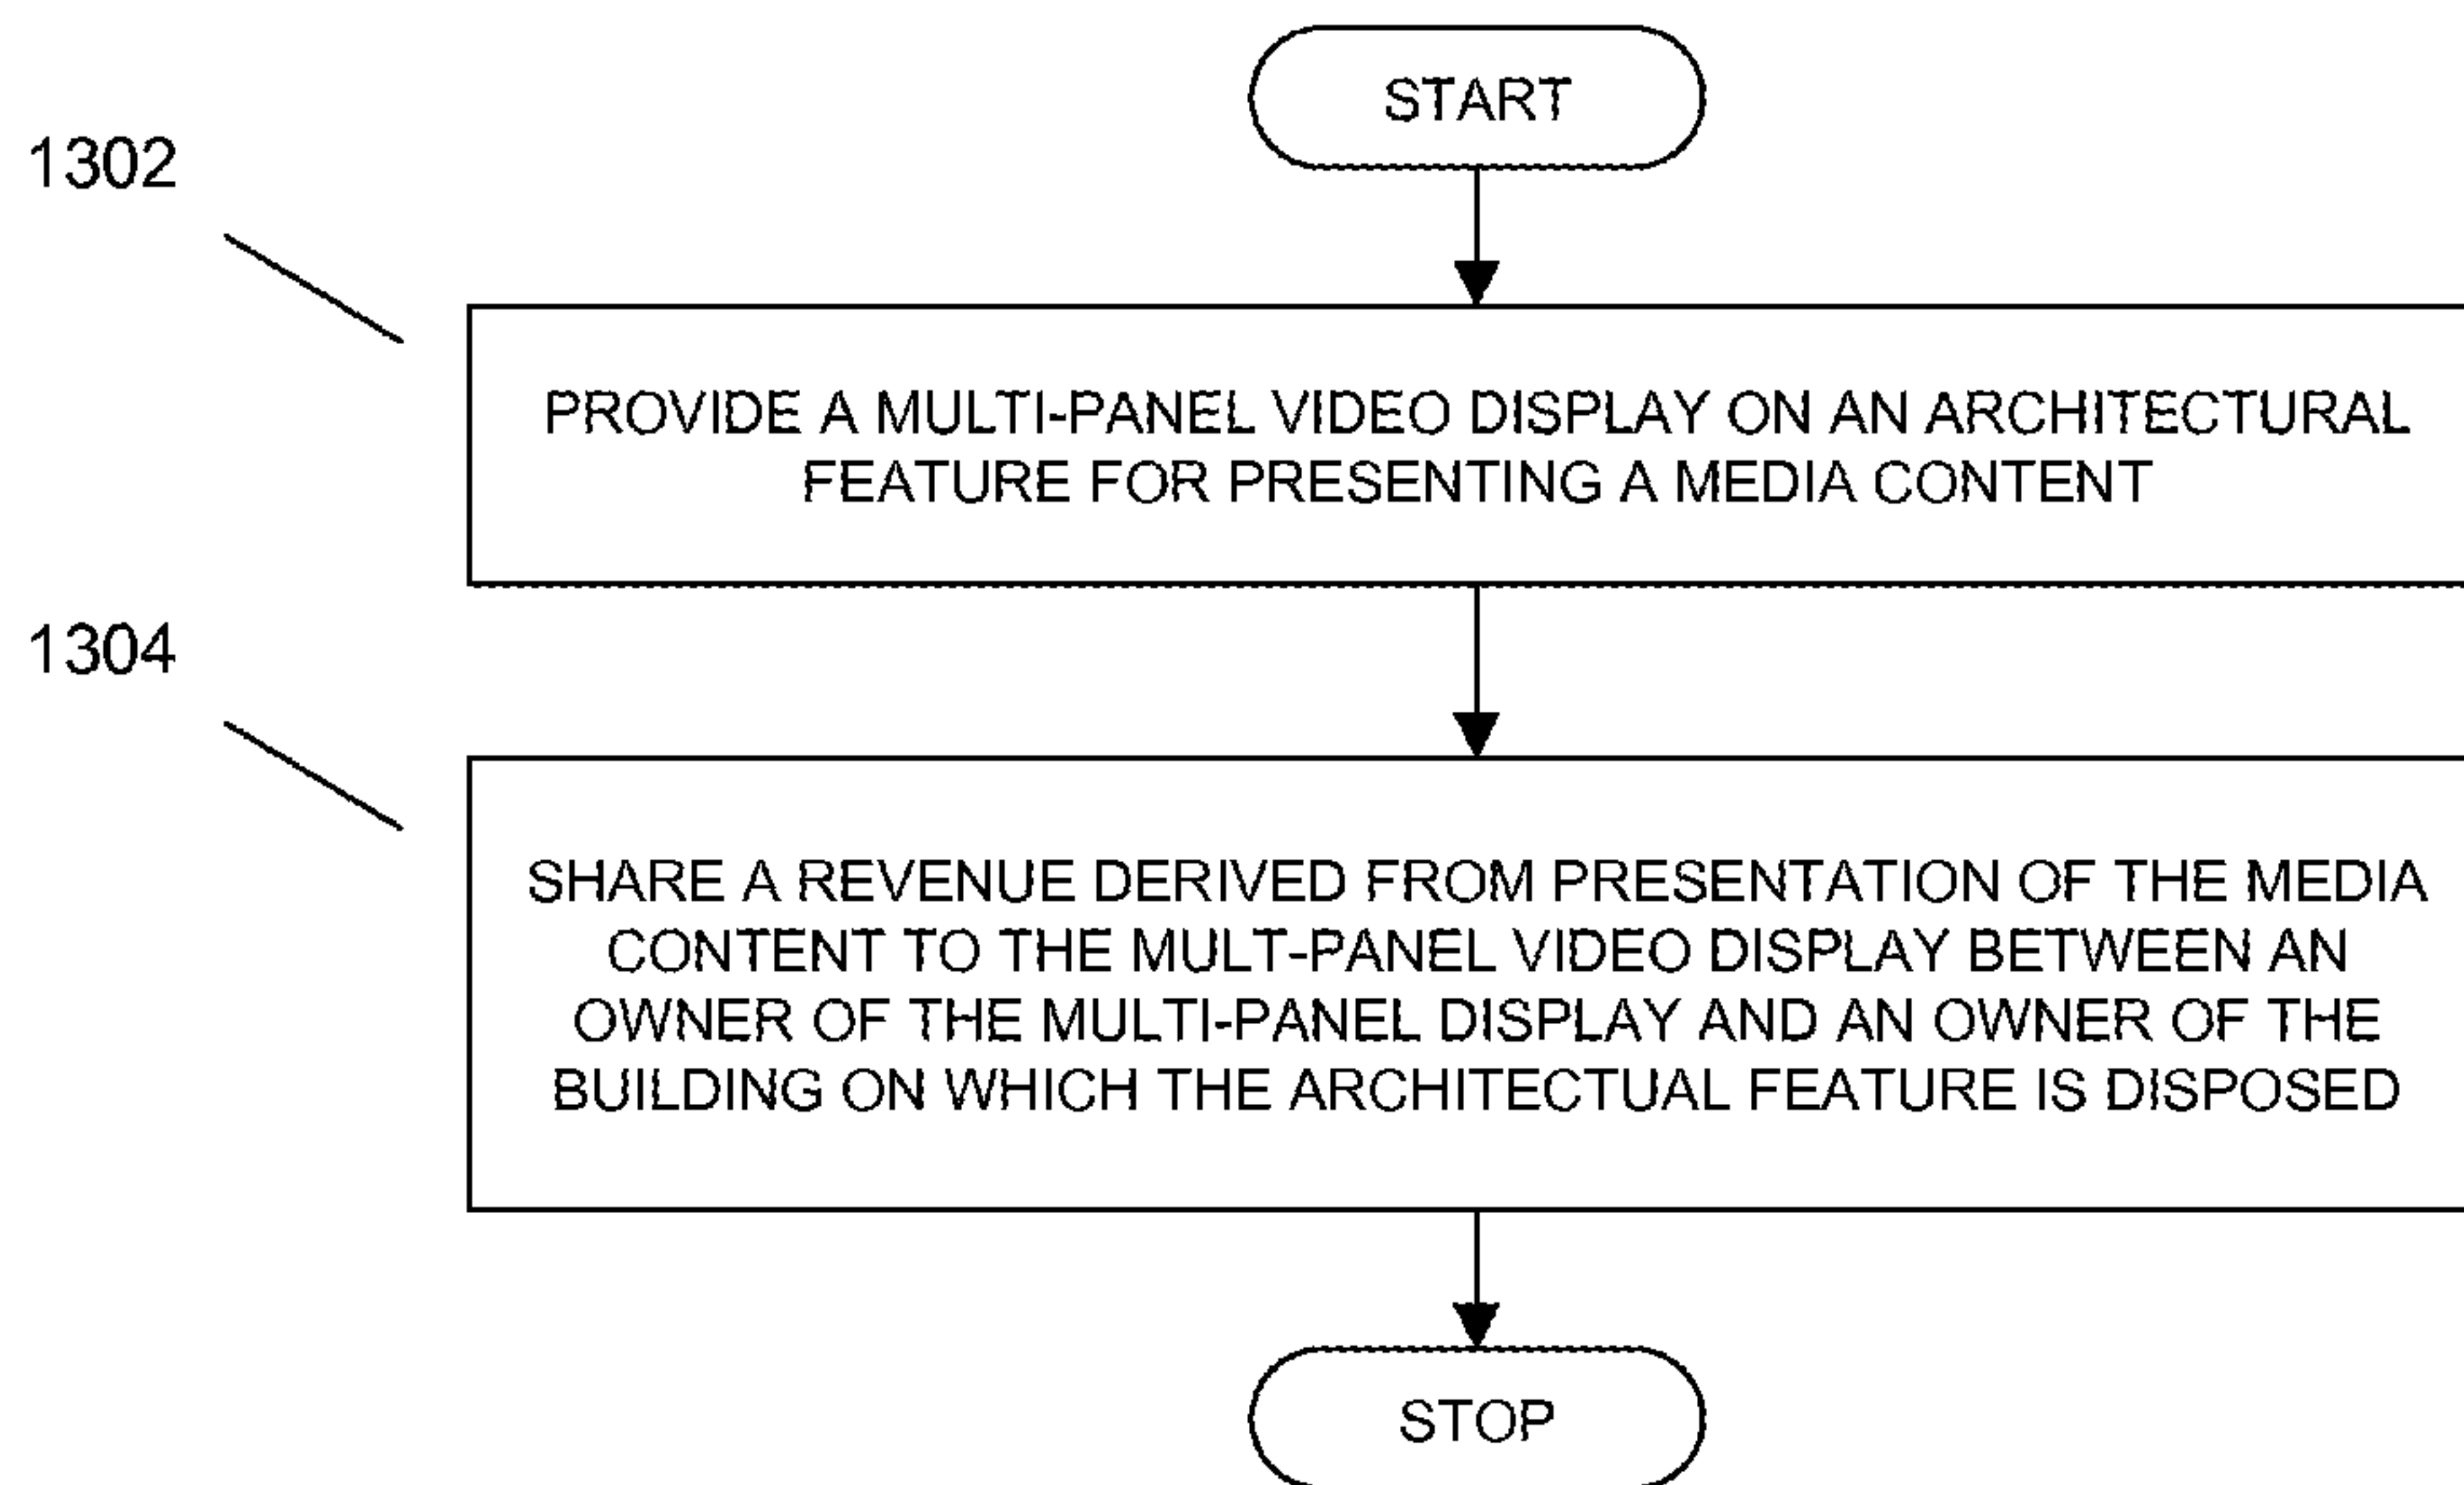 START
1302
PROVIDE A MULTI-PANEL VIDEO DISPLAY ON AN ARCHITECTURAL
FEATURE FOR PRESENTING A MEDIA CONTENT
1304
SHARE A REVENUE DERIVED FROM PRESENTATION OF THE MEDIA
CONTENT TO THE MULT-PANEL VIDEO DISPLAY BETWEEN AN
OWNER OF THE MULTI-PANEL DISPLAY AND AN OWNER OF THE
BUILDING ON WHICH THE ARCHITECTUAL FEATURE IS DISPOSED
STOP